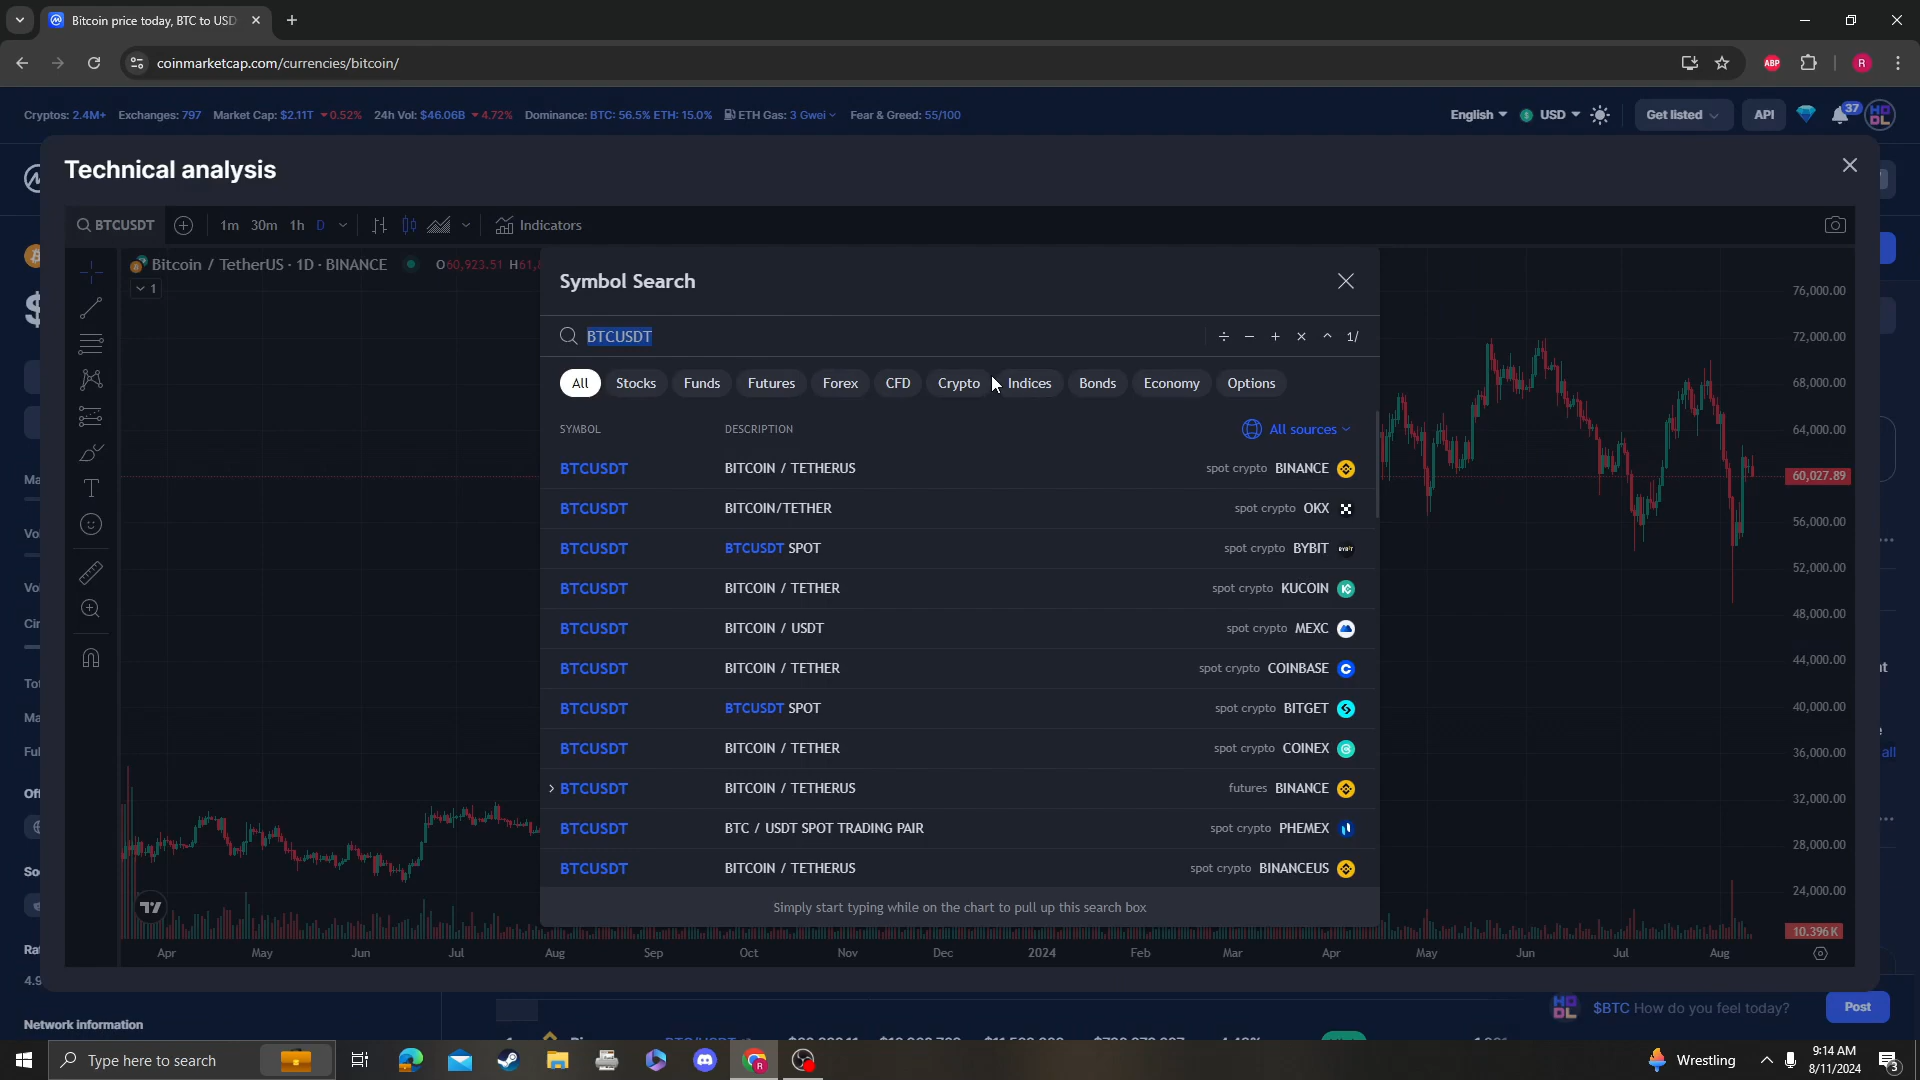 Bitcoin price today, BTC to USD
coinmarketcap.com/currencies/bitcoin/
ABP
R
Cryptos: 2.4M+ Exchanges: 797 Market Cap: $2.11T 0.52% 24h Vol: $46.06B 4.72% Dominance: BTC: 56.5% ETH: 15.0% ETH Gas: 3 Gwei Fear & Greed: 55/100
English USD Get listed API 37
Technical analysis
BTCUSDT 1m 30m 1h D Indicators
Bitcoin / TetherUS · 1D · BINANCE O60,923.51
1
Symbol Search
BTCUSDT ÷ − + × ^ 1/
All Stocks Funds Futures Forex CFD Crypto Indices Bonds Economy Options
SYMBOL DESCRIPTION All sources
BTCUSDT BITCOIN / TETHERUS spot crypto BINANCE
BTCUSDT BITCOIN/TETHER spot crypto OKX
BTCUSDT BTCUSDT SPOT spot crypto BYBIT
BTCUSDT BITCOIN / TETHER spot crypto KUCOIN
BTCUSDT BITCOIN / USDT spot crypto MEXC
BTCUSDT BITCOIN / TETHER spot crypto COINBASE
BTCUSDT BTCUSDT SPOT spot crypto BITGET
BTCUSDT BITCOIN / TETHER spot crypto COINEX
BTCUSDT BITCOIN / TETHERUS futures BINANCE
BTCUSDT BTC / USDT SPOT TRADING PAIR spot crypto PHEMEX
BTCUSDT BITCOIN / TETHERUS spot crypto BINANCEUS
Simply start typing while on the chart to pull up this search box
76,000.00
72,000.00
68,000.00
64,000.00
60,027.89
56,000.00
52,000.00
48,000.00
44,000.00
40,000.00
36,000.00
32,000.00
28,000.00
24,000.00
10.396K
Apr May Jun Jul Aug Sep Oct Nov Dec 2024 Feb Mar Apr May Jun Jul Aug
4.9
$BTC How do you feel today? Post
Network information
Type here to search
Wrestling
9:14 AM
8/11/2024
3